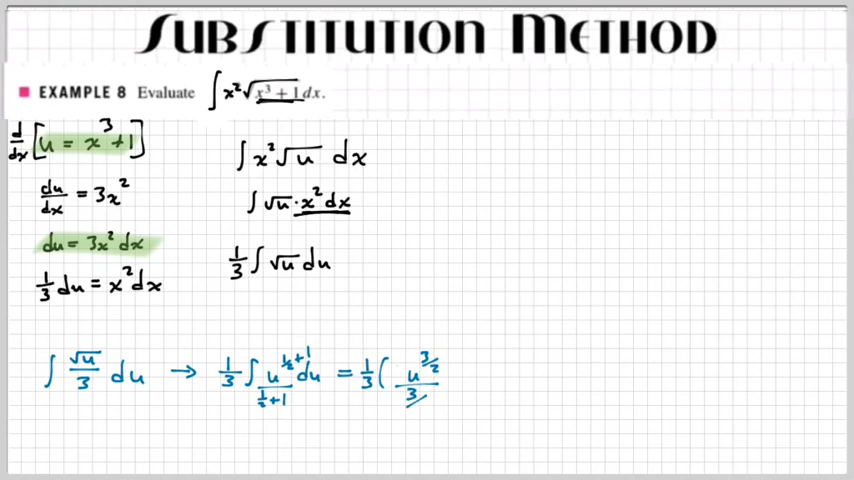 SUBSTITUTION METHOD
EXAMPLE 8 Evaluate ∫ x² √(x³ + 1) dx.
d/dx [u = x³ + 1]
∫ x² √u dx
du/dx = 3x²
∫ √u · x² dx
du = 3x² dx
1/3 ∫ √u du
1/3 du = x² dx
∫ √u/3 du → 1/3 ∫ u^(1/2+1)/(1/2+1) du = 1/3 ( u^(3/2)/(3/